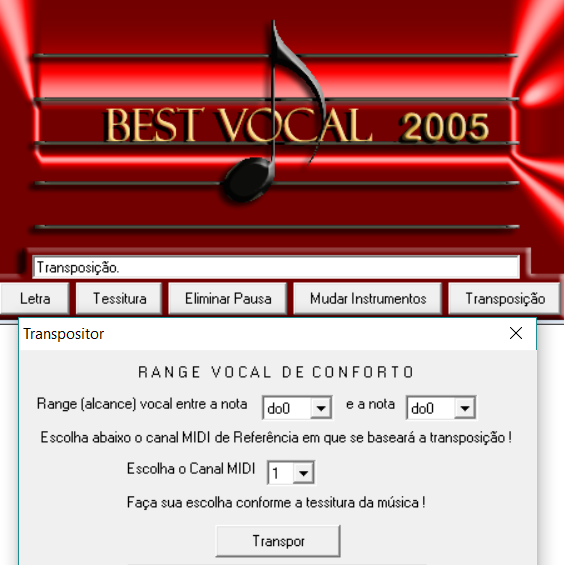 BEST VOCAL 2005
Transposição.
Letra Tessitura Eliminar Pausa Mudar Instrumentos Transposição
Transpositor
RANGE VOCAL DE CONFORTO
Range (alcance) vocal entre a nota do0 e a nota do0
Escolha abaixo o canal MIDI de Referência em que se baseará a transposição !
Escolha o Canal MIDI 1
Faça sua escolha conforme a tessitura da música !
Transpor